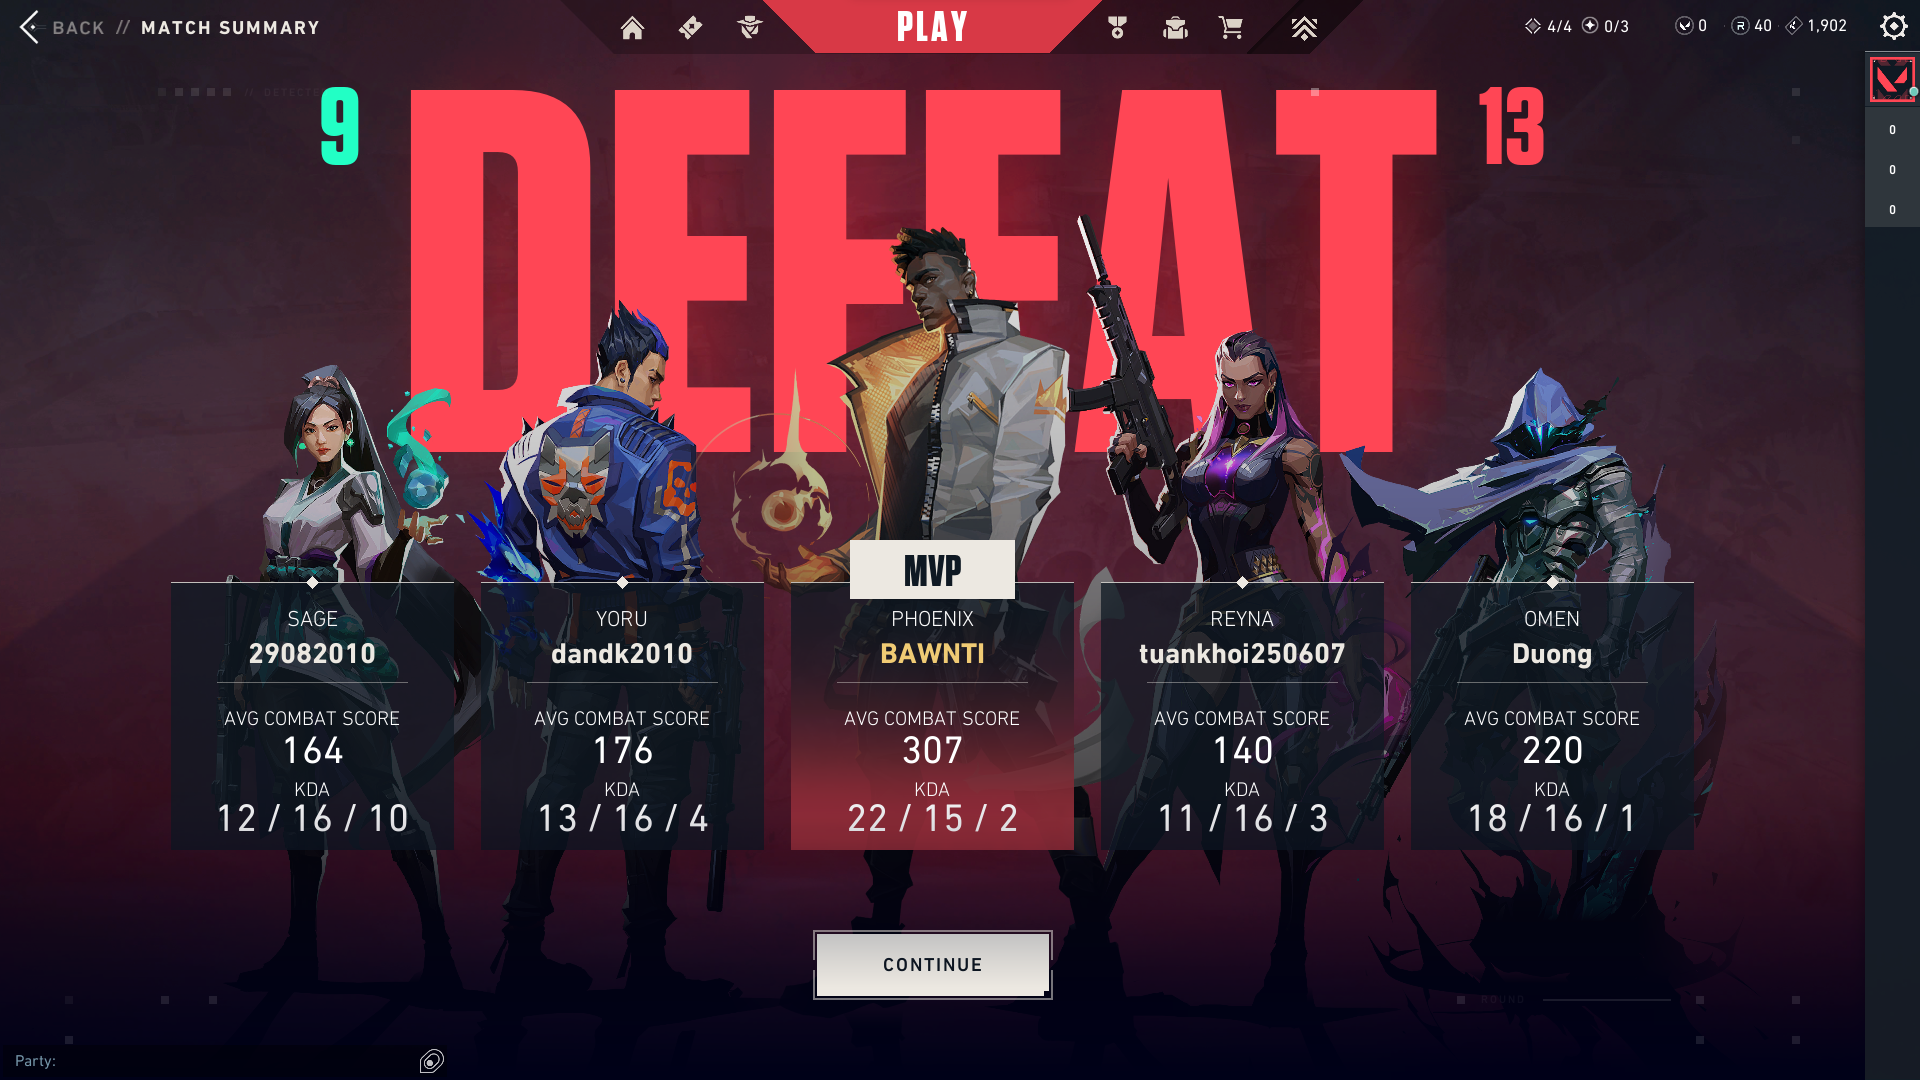 BACK // MATCH SUMMARY
PLAY
4/4 0/3 0 40 1,902
// DETECTE
9
DEFEAT
13
0
0
0
MVP
SAGE
29082010
AVG COMBAT SCORE
164
KDA
12 / 16 / 10
YORU
dandk2010
AVG COMBAT SCORE
176
KDA
13 / 16 / 4
PHOENIX
BAWNTI
AVG COMBAT SCORE
307
KDA
22 / 15 / 2
REYNA
tuankhoi250607
AVG COMBAT SCORE
140
KDA
11 / 16 / 3
OMEN
Duong
AVG COMBAT SCORE
220
KDA
18 / 16 / 1
CONTINUE
ROUND
Party: